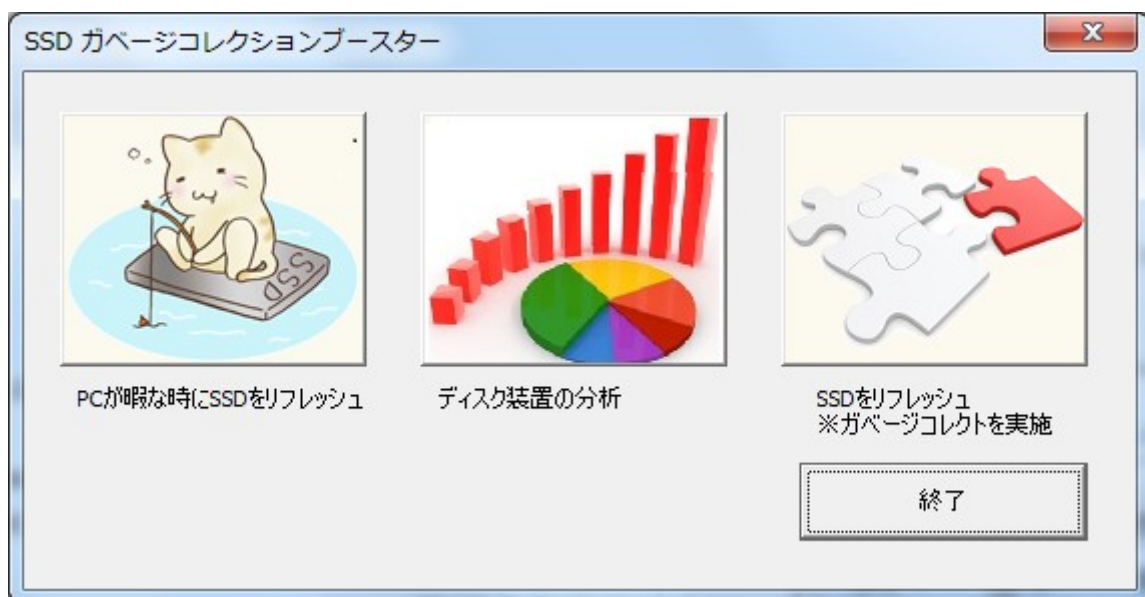 SSD ガベージコレクションブースター
SSD
PCが暇な時にSSDをリフレッシュ
ディスク装置の分析
SSDをリフレッシュ
※ガベージコレクトを実施
終了